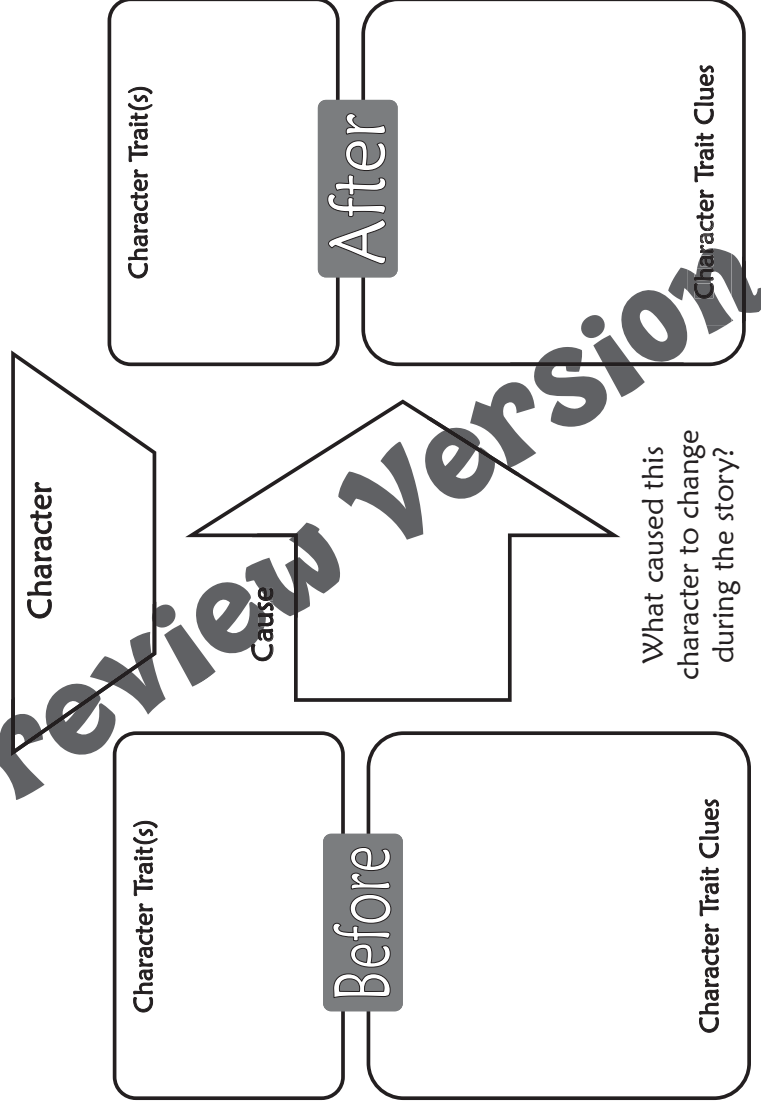 Character
Character Trait(s)
Before
Character Trait Clues
Cause
What caused this
character to change
during the story?
Character Trait(s)
After
Character Trait Clues
review Version